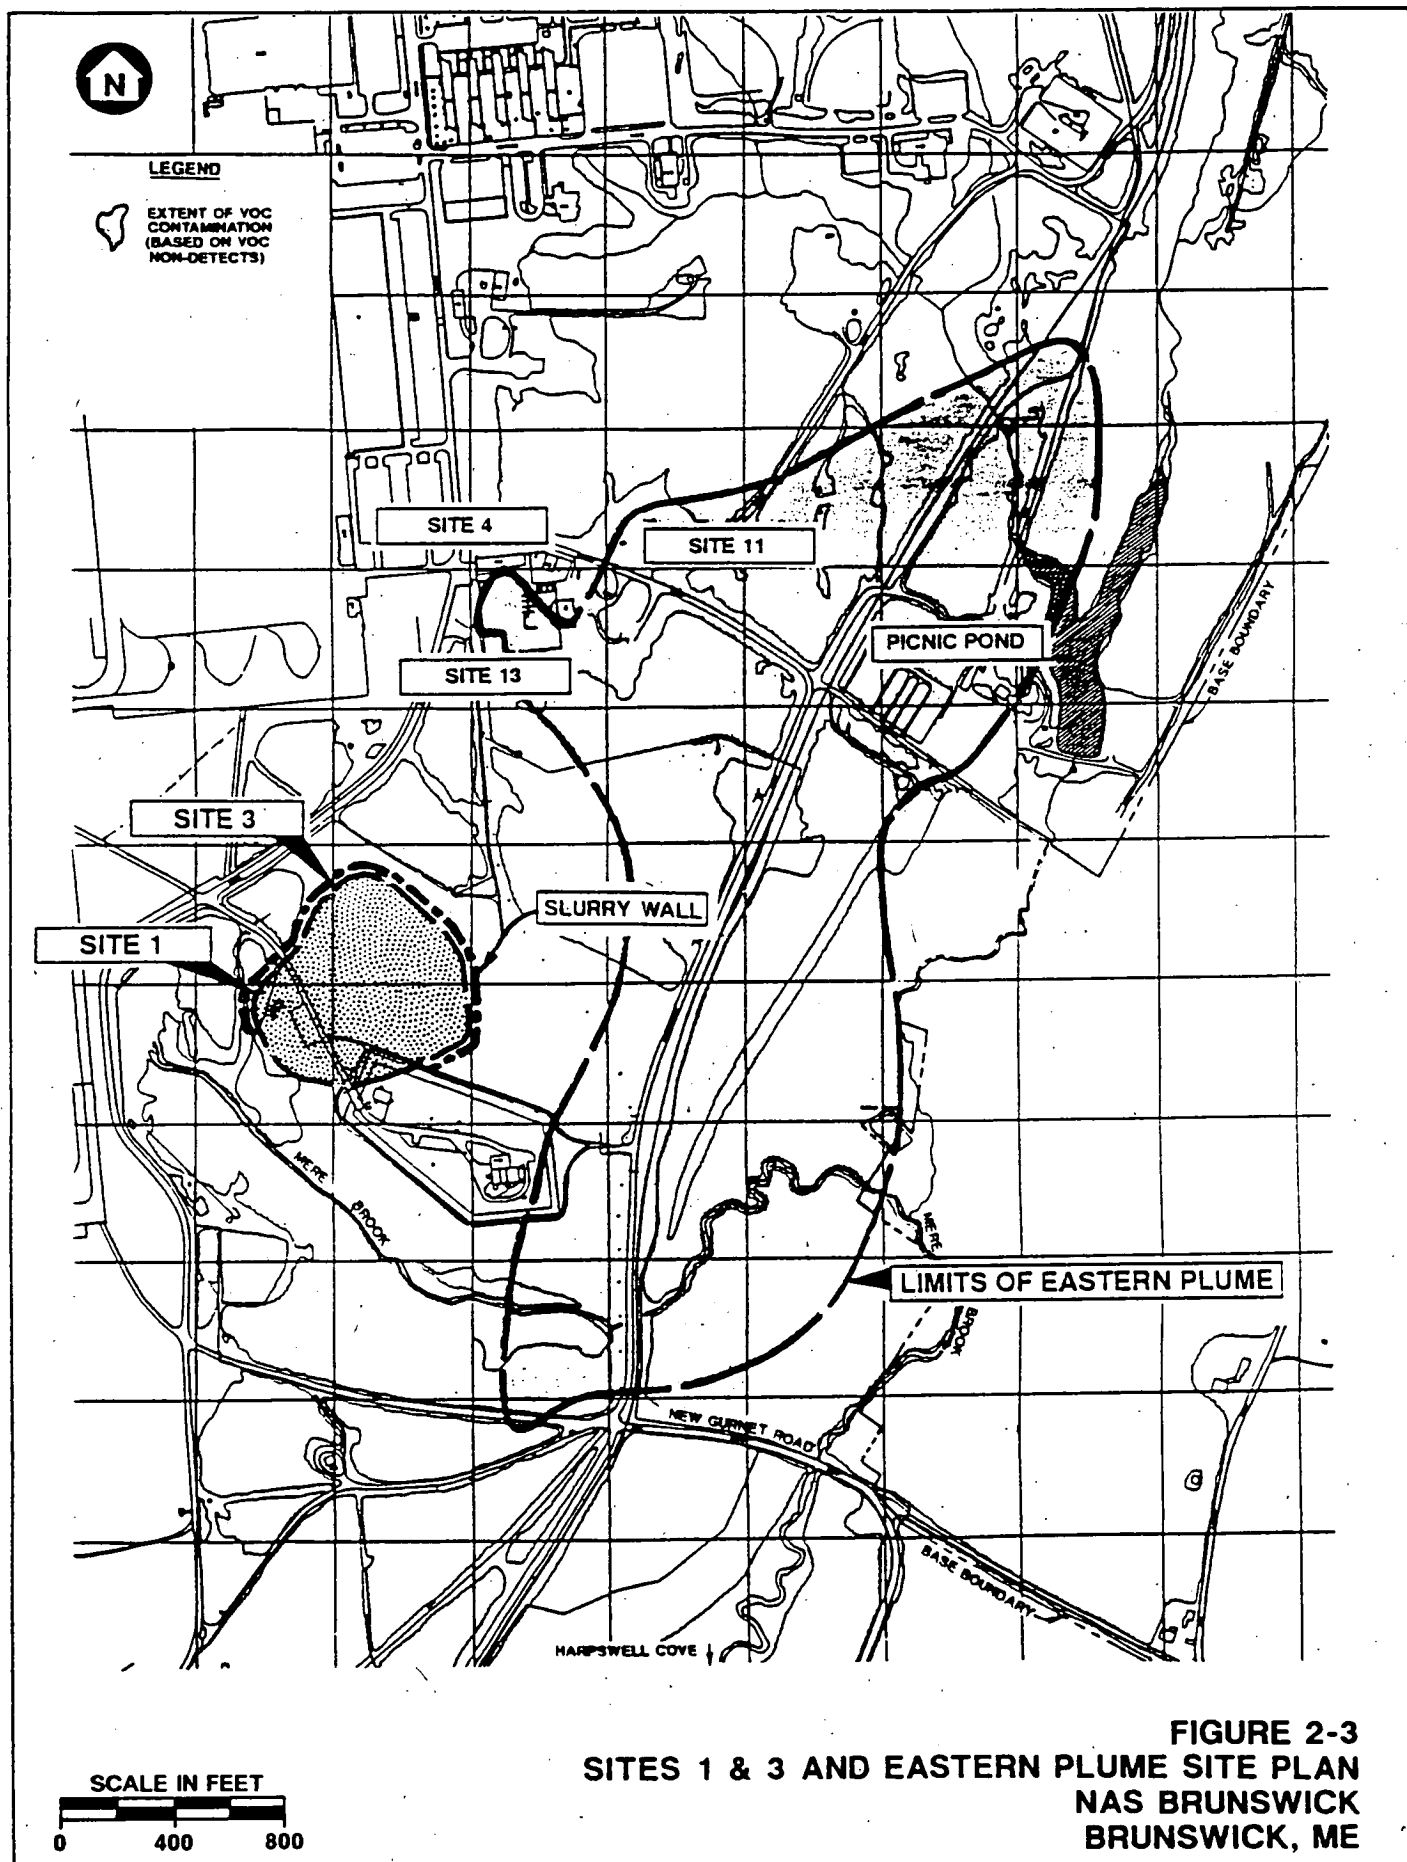 N
LEGEND
EXTENT OF VOC
CONTAMINATION
(BASED ON VOC
NON-DETECTS)
SITE 4
SITE 11
PICNIC POND
BASE BOUNDARY
SITE 13
SITE 3
SLURRY WALL
SITE 1
MERE
BROOK
MERE
LIMITS OF EASTERN PLUME
BROOK
NEW GURNET ROAD
BASE BOUNDARY
HARPSWELL COVE
FIGURE 2-3
SITES 1 & 3 AND EASTERN PLUME SITE PLAN
NAS BRUNSWICK
BRUNSWICK, ME
SCALE IN FEET
0 400 800